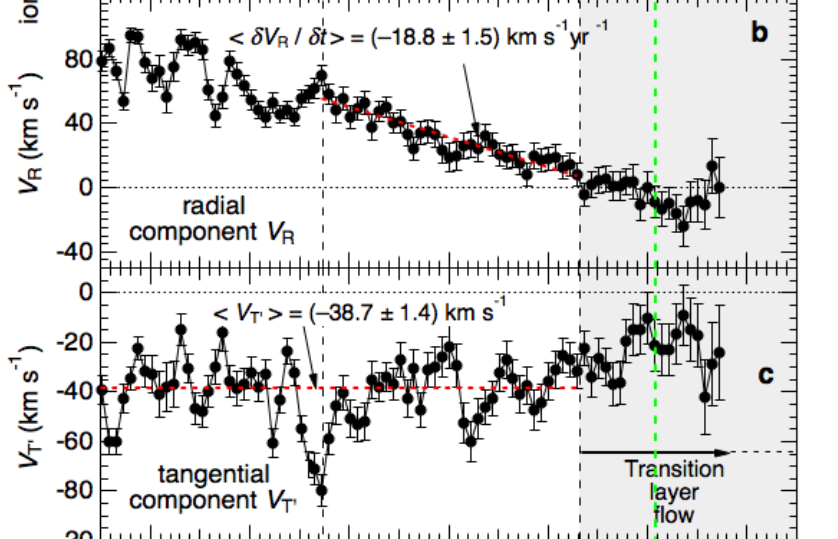 ion
b
< δV_R / δt > = (−18.8 ± 1.5) km s⁻¹yr ⁻¹
80
40
0
-40
V_R (km s⁻¹)
radial
component V_R
0
-20
-40
-60
-80
V_T' (km s⁻¹)
< V_T' > = (−38.7 ± 1.4) km s⁻¹
c
tangential
component V_T'
Transition
layer
flow